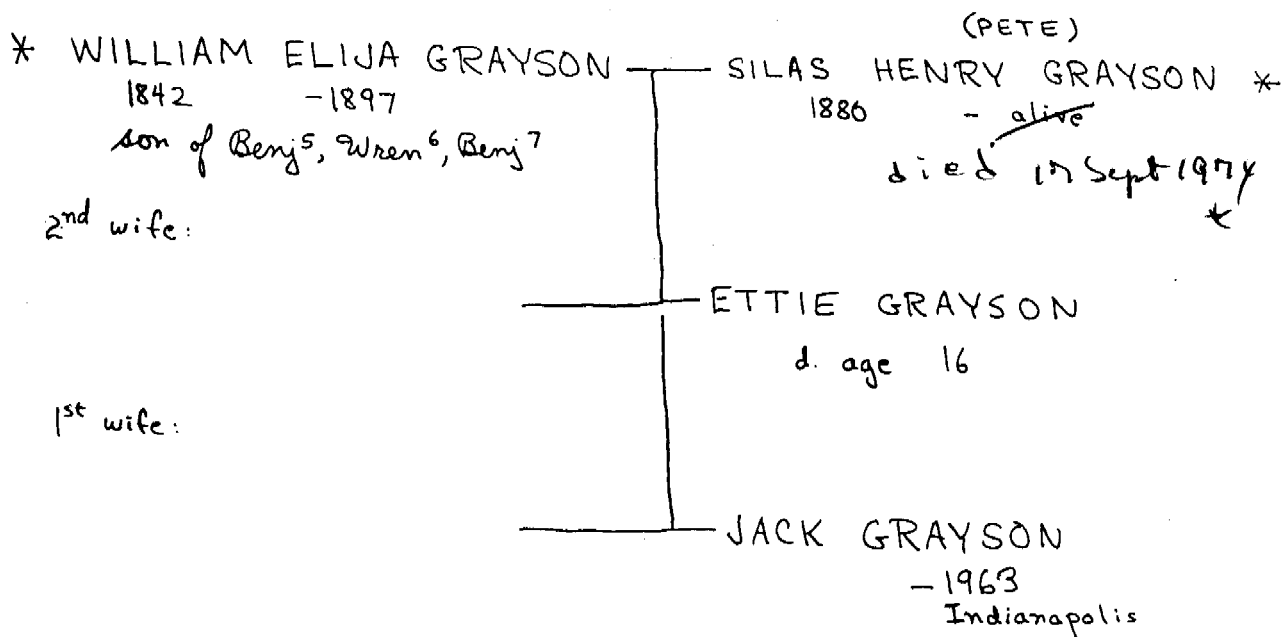 (PETE)
* WILLIAM ELIJA GRAYSON SILAS HENRY GRAYSON *
1842 -1897 1880 - alive
son of Benj⁵, Wren⁶, Benj⁷
died 17 Sept 1974
*
2nd wife:
ETTIE GRAYSON
d. age 16
1st wife:
JACK GRAYSON
- 1963
Indianapolis